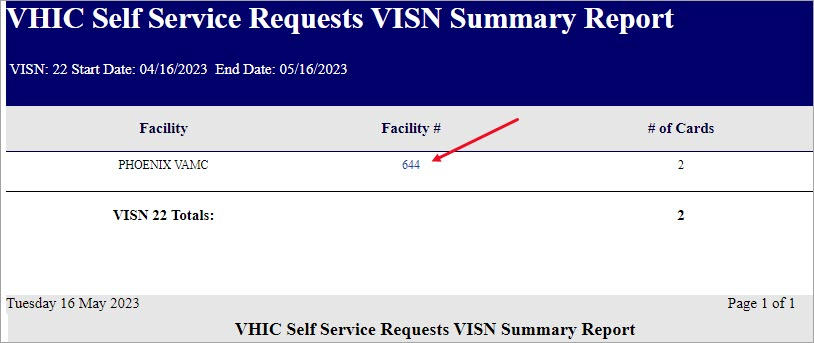 VHIC Self Service Requests VISN Summary Report
VISN: 22 Start Date: 04/16/2023 End Date: 05/16/2023
Facility Facility # # of Cards
PHOENIX VAMC 644 2
VISN 22 Totals: 2
Tuesday 16 May 2023 Page 1 of 1
VHIC Self Service Requests VISN Summary Report